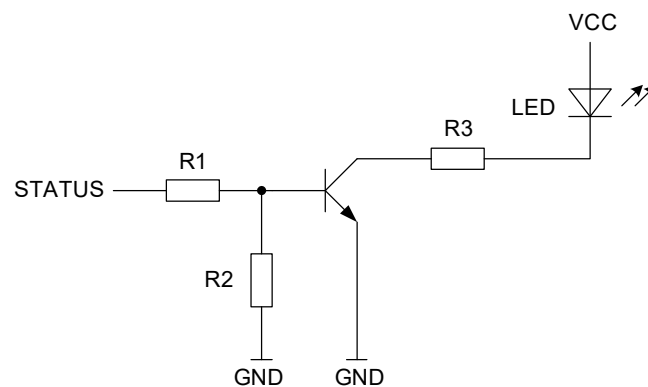 VCC
LED
R3
R1
STATUS
R2
GND
GND